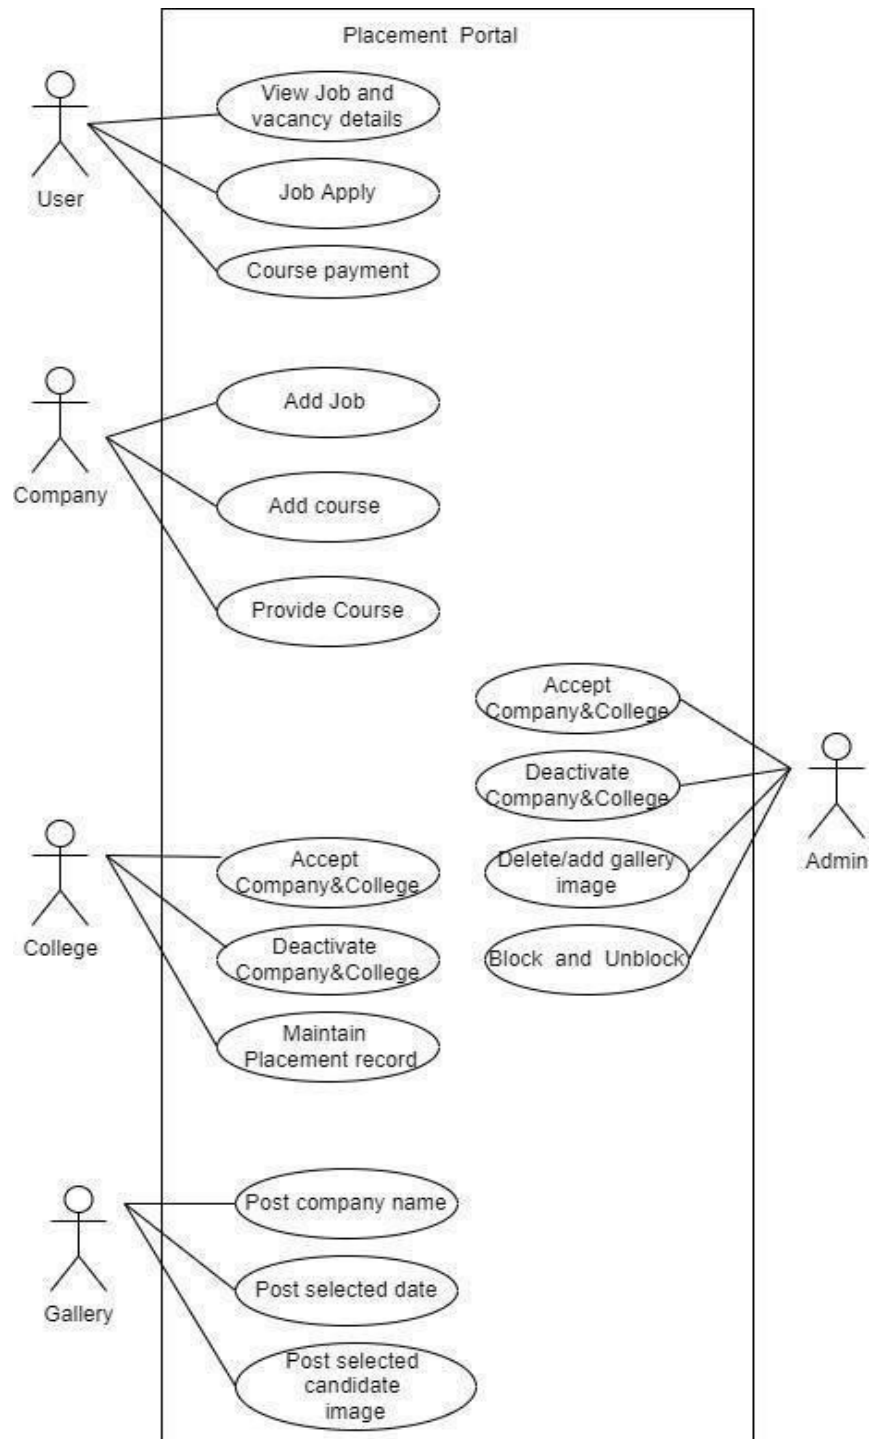 Placement Portal
View Job and
vacancy details
User
Job Apply
Course payment
Company
Add Job
Add course
Provide Course
Accept
Company&College
Deactivate
Company&College
Delete/add gallery
image
Block and Unblock
Admin
College
Accept
Company&College
Deactivate
Company&College
Maintain
Placement record
Gallery
Post company name
Post selected date
Post selected
candidate
image